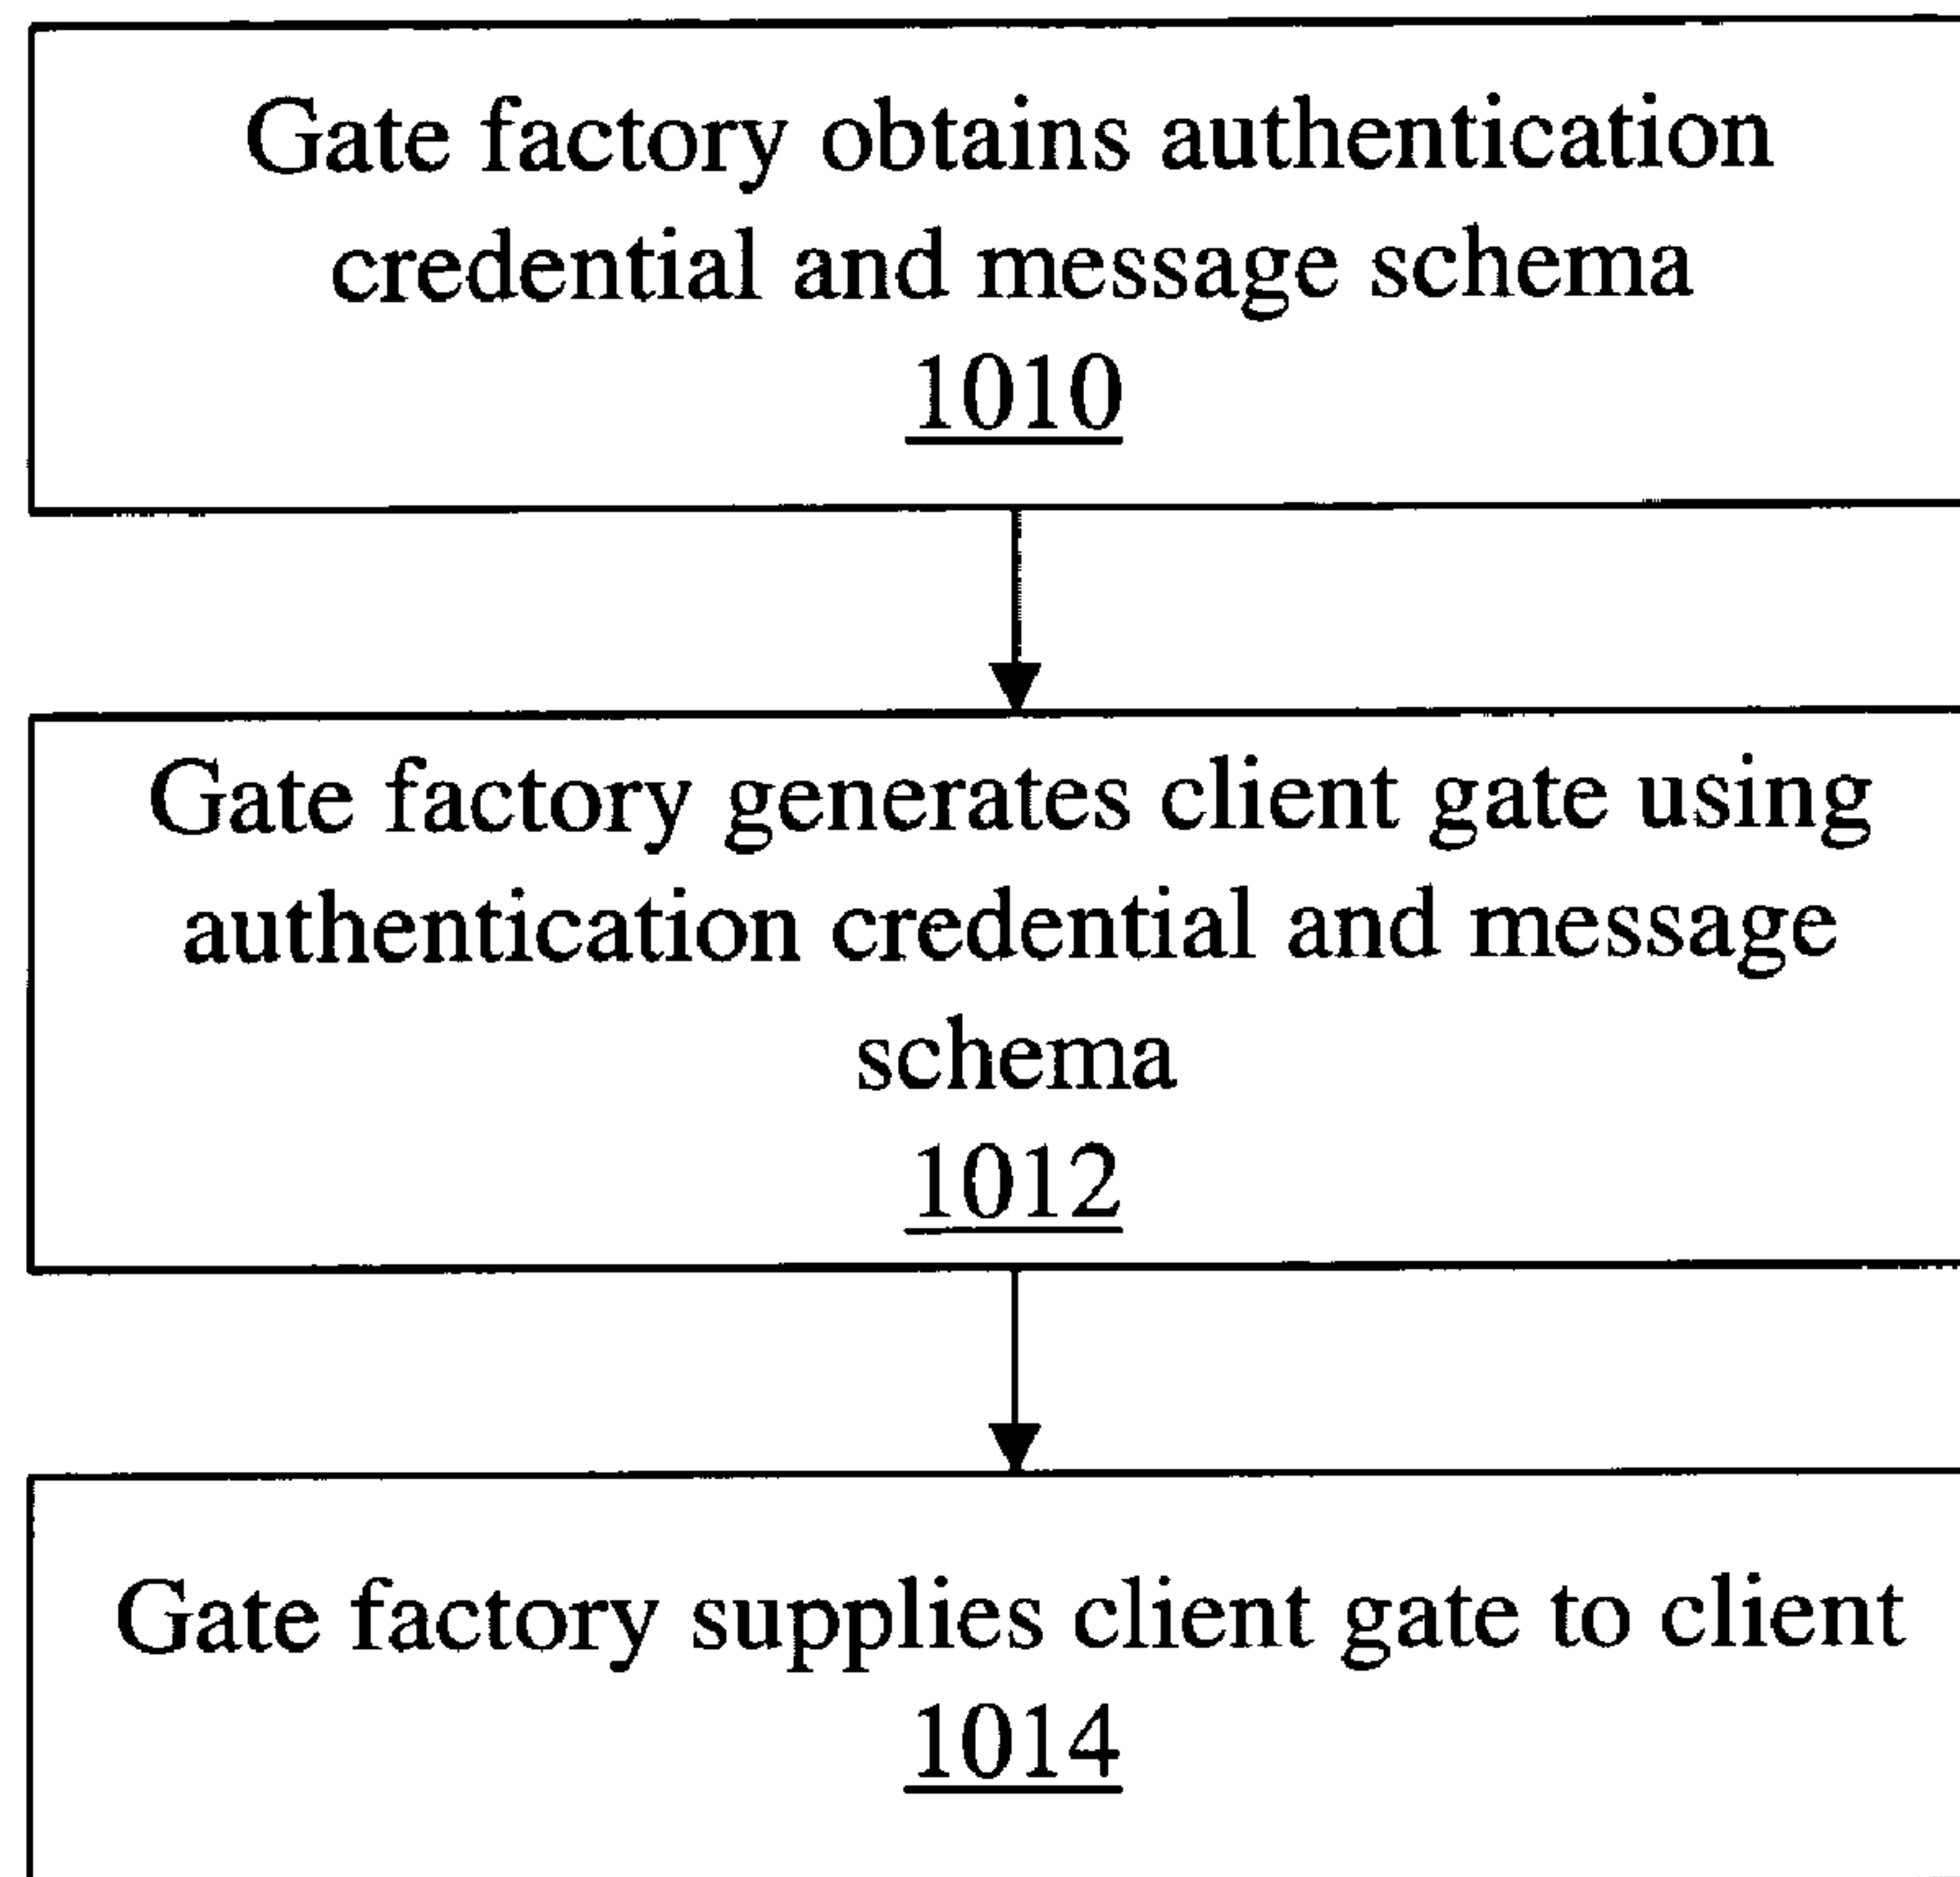 Gate factory obtains authentication
credential and message schema
1010
Gate factory generates client gate using
authentication credential and message
schema
1012
Gate factory supplies client gate to client
1014